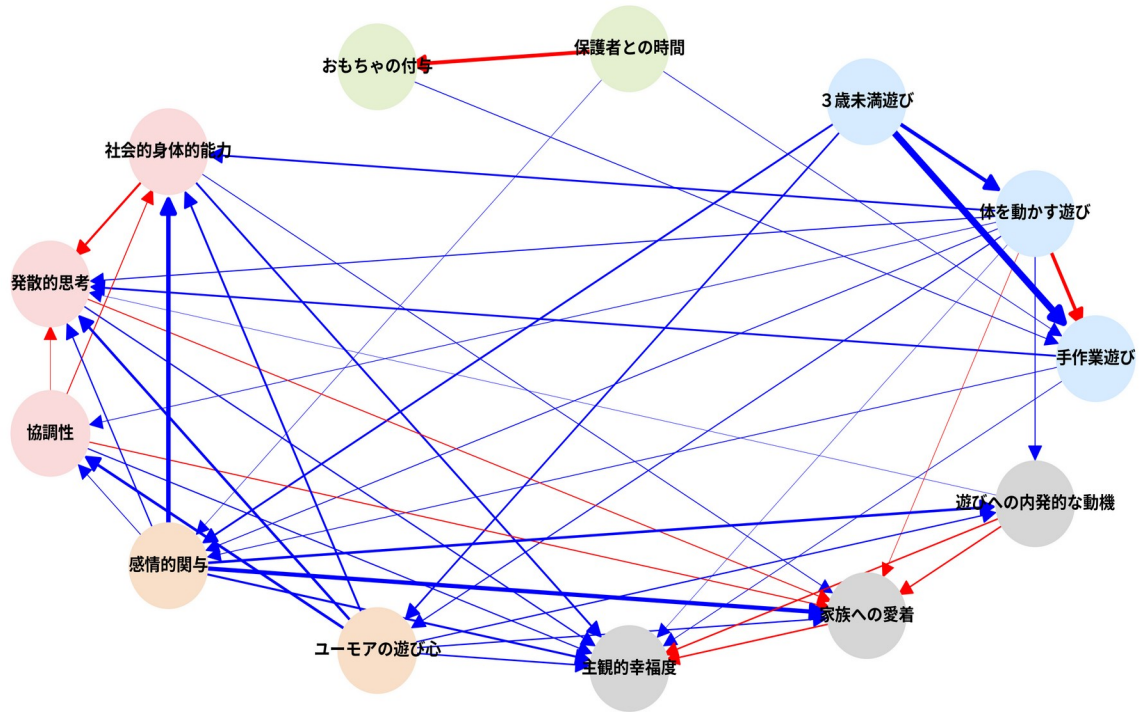 保護者との時間
おもちゃの付与
３歳未満遊び
社会的身体的能力
体を動かす遊び
発散的思考
手作業遊び
協調性
遊びへの内発的な動機
感情的関与
家族への愛着
ユーモアの遊び心
主観的幸福度